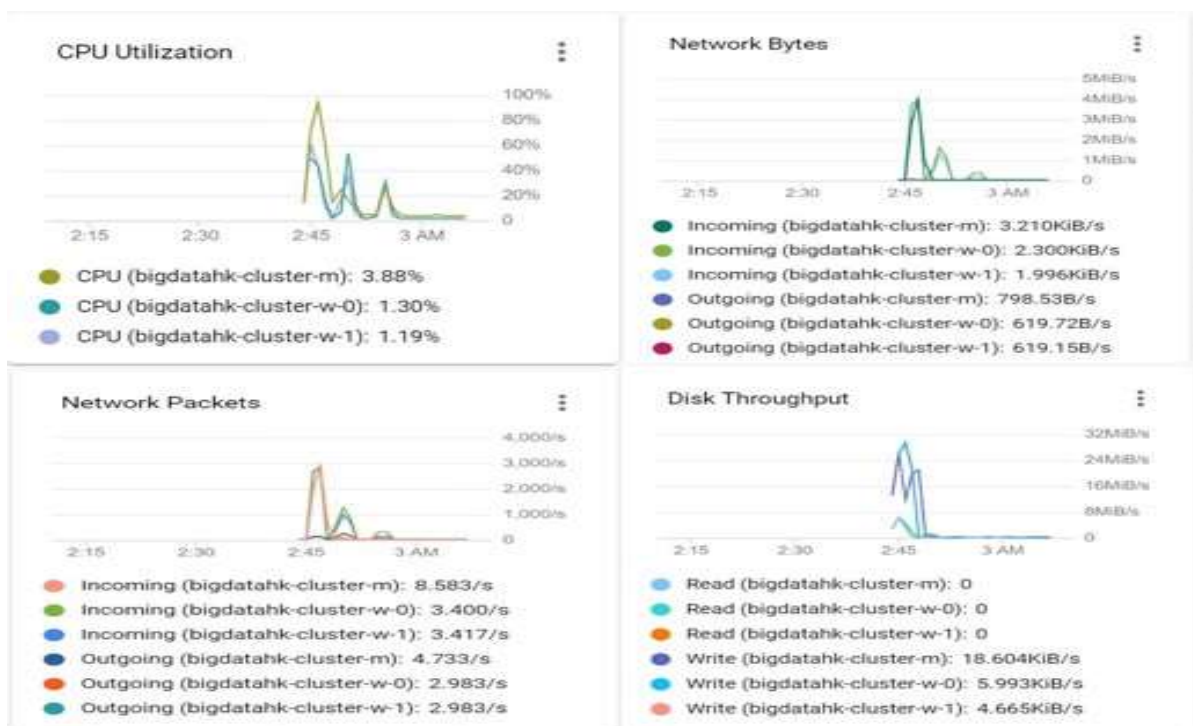 CPU Utilization
100%
80%
60%
40%
20%
0
2:15 2:30 2:45 3 AM
CPU (bigdatahk-cluster-m): 3.88%
CPU (bigdatahk-cluster-w-0): 1.30%
CPU (bigdatahk-cluster-w-1): 1.19%
Network Bytes
5MiB/s
4MiB/s
3MiB/s
2MiB/s
1MiB/s
0
2:15 2:30 2:45 3 AM
Incoming (bigdatahk-cluster-m): 3.210KiB/s
Incoming (bigdatahk-cluster-w-0): 2.300KiB/s
Incoming (bigdatahk-cluster-w-1): 1.996KiB/s
Outgoing (bigdatahk-cluster-m): 798.53B/s
Outgoing (bigdatahk-cluster-w-0): 619.72B/s
Outgoing (bigdatahk-cluster-w-1): 619.15B/s
Network Packets
4,000/s
3,000/s
2,000/s
1,000/s
0
2:15 2:30 2:45 3 AM
Incoming (bigdatahk-cluster-m): 8.583/s
Incoming (bigdatahk-cluster-w-0): 3.400/s
Incoming (bigdatahk-cluster-w-1): 3.417/s
Outgoing (bigdatahk-cluster-m): 4.733/s
Outgoing (bigdatahk-cluster-w-0): 2.983/s
Outgoing (bigdatahk-cluster-w-1): 2.983/s
Disk Throughput
32MiB/s
24MiB/s
16MiB/s
8MiB/s
0
2:15 2:30 2:45 3 AM
Read (bigdatahk-cluster-m): 0
Read (bigdatahk-cluster-w-0): 0
Read (bigdatahk-cluster-w-1): 0
Write (bigdatahk-cluster-m): 18.604KiB/s
Write (bigdatahk-cluster-w-0): 5.993KiB/s
Write (bigdatahk-cluster-w-1): 4.665KiB/s